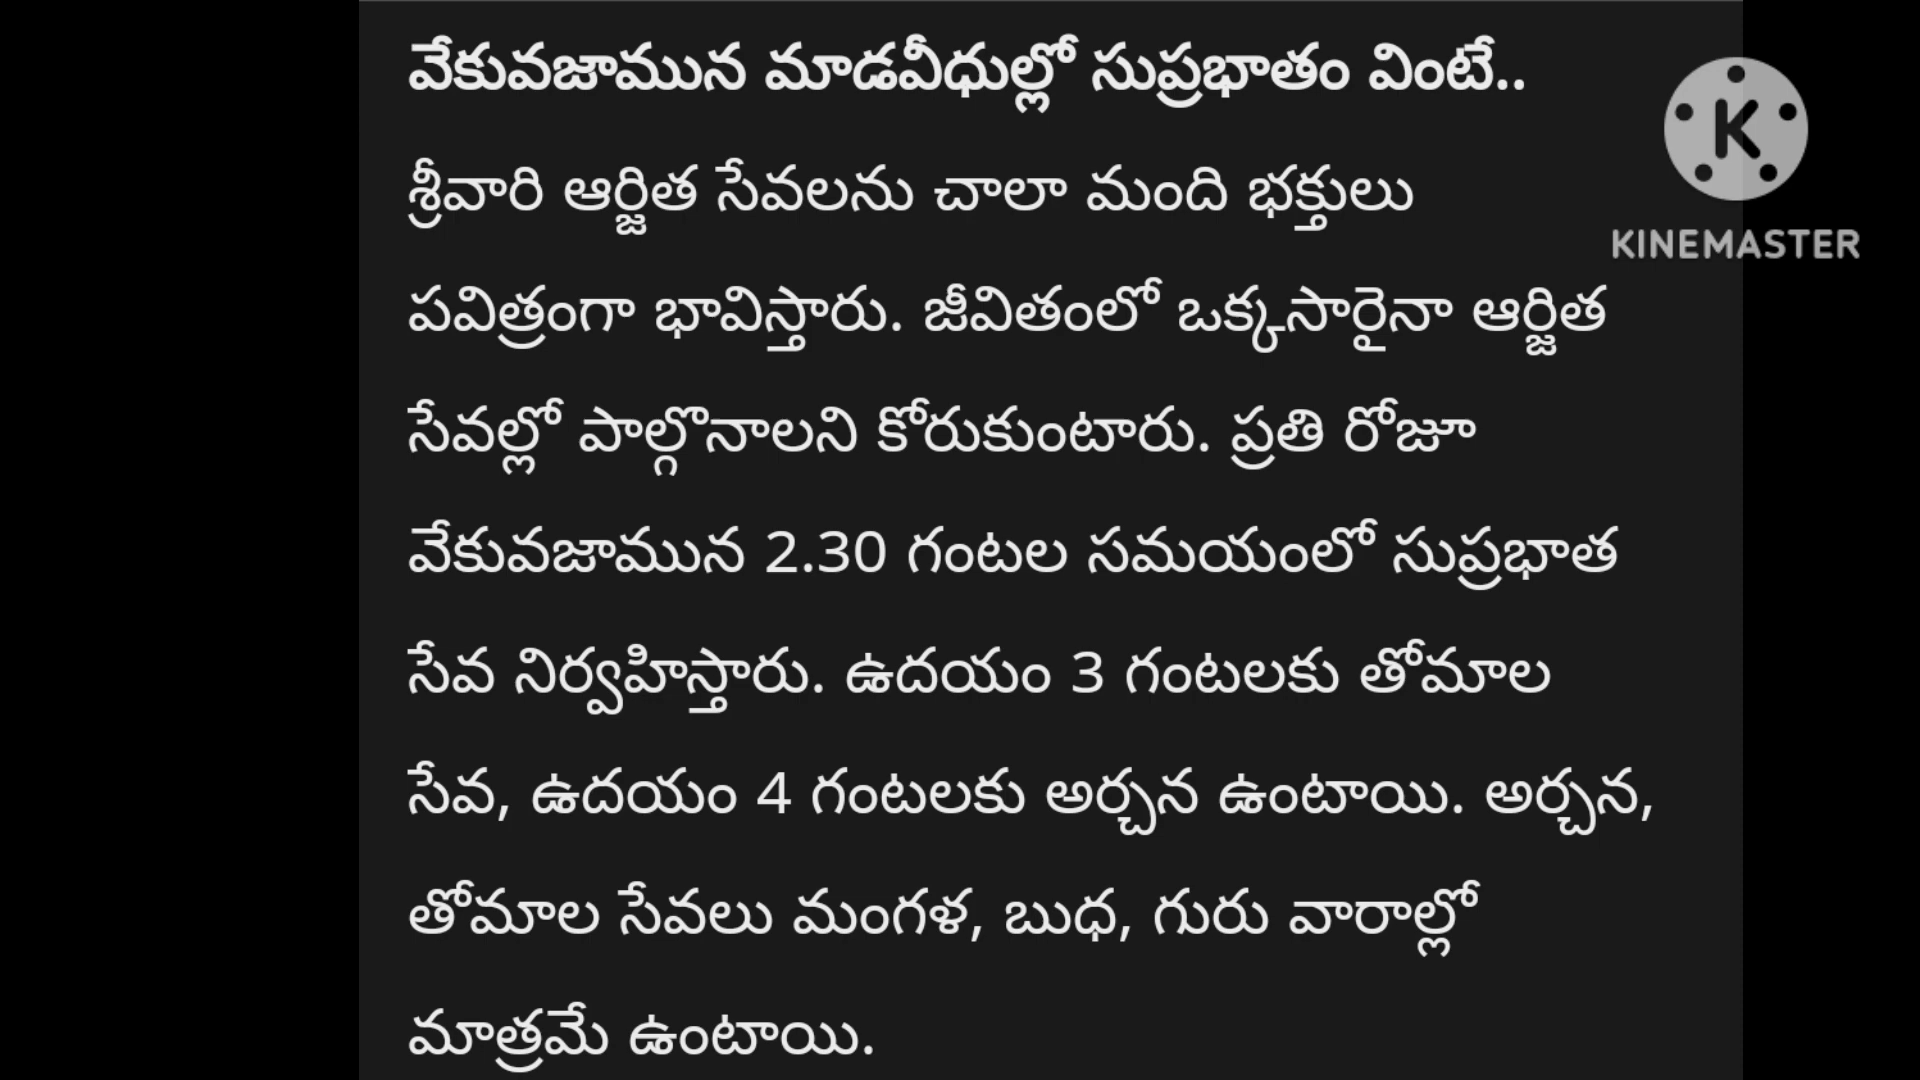 వేకువజామున మాడవీధుల్లో సుప్రభాతం వింటే..
శ్రీవారి ఆర్జిత సేవలను చాలా మంది భక్తులు
పవిత్రంగా భావిస్తారు. జీవితంలో ఒక్కసారైనా ఆర్జిత
సేవల్లో పాల్గొనాలని కోరుకుంటారు. ప్రతి రోజూ
వేకువజామున 2.30 గంటల సమయంలో సుప్రభాత
సేవ నిర్వహిస్తారు. ఉదయం 3 గంటలకు తోమాల
సేవ, ఉదయం 4 గంటలకు అర్చన ఉంటాయి. అర్చన,
తోమాల సేవలు మంగళ, బుధ, గురు వారాల్లో
మాత్రమే ఉంటాయి.
K
KINEMASTER